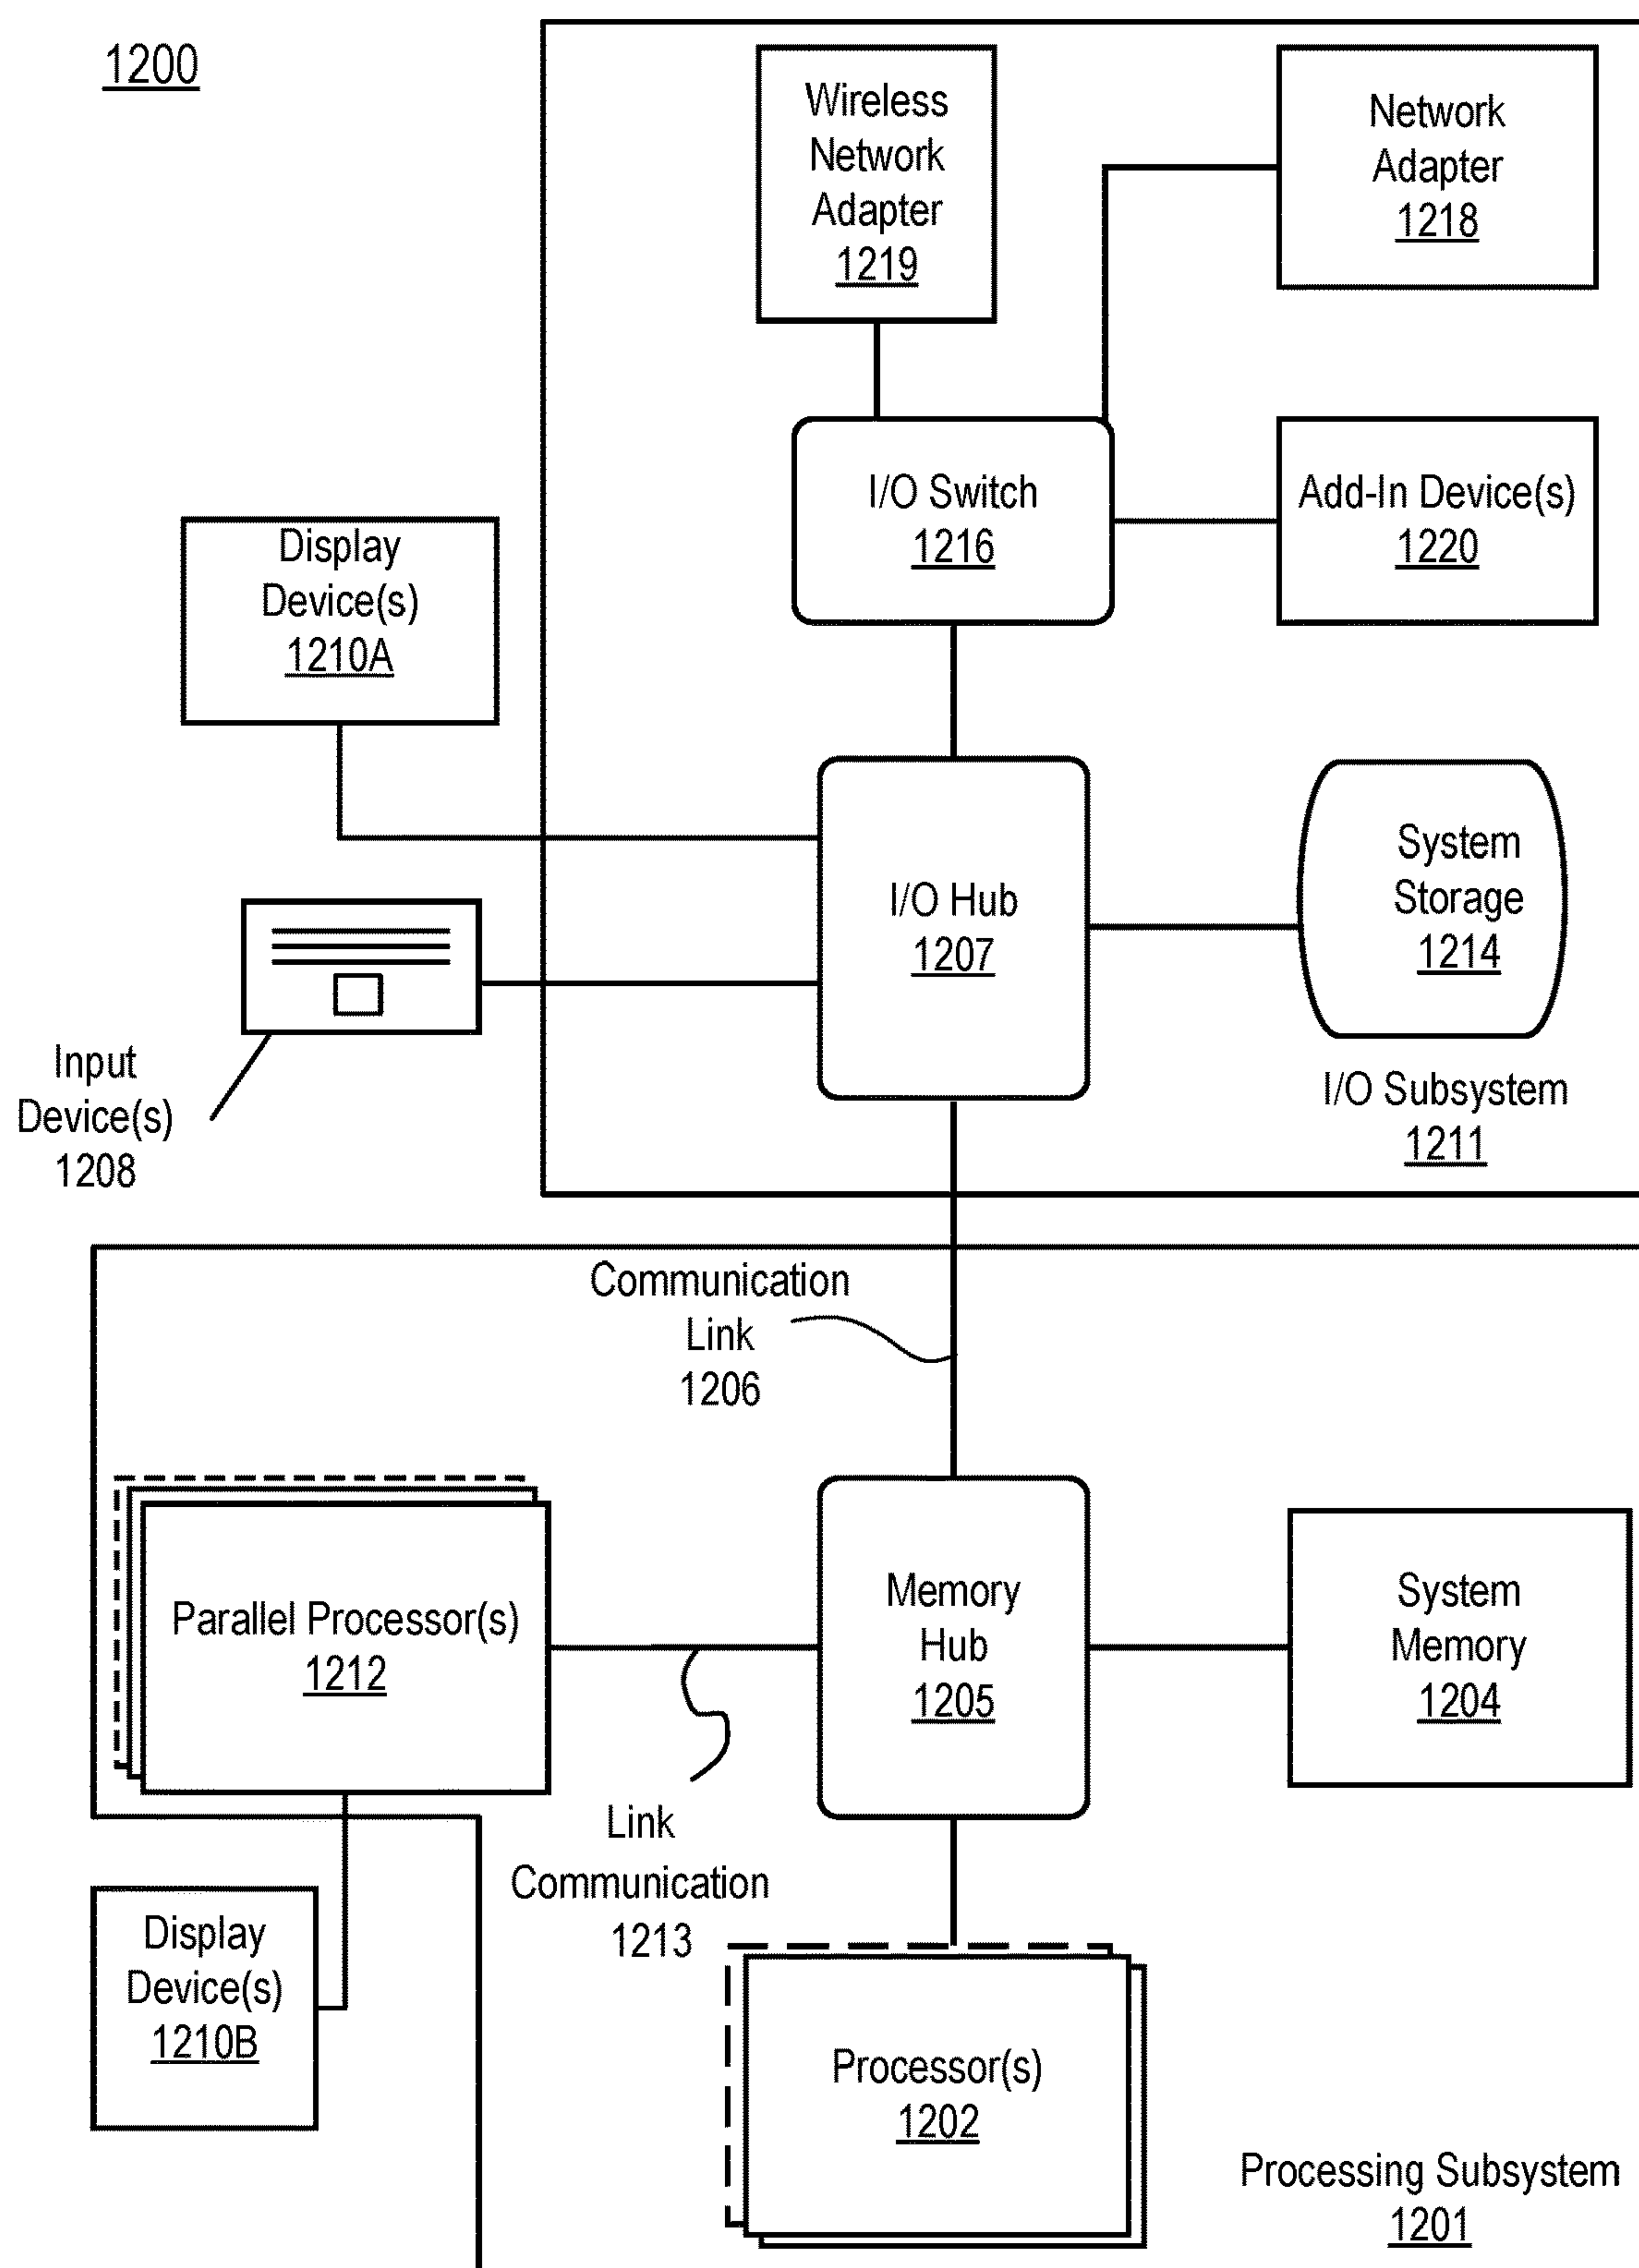 1200
Wireless
Network
Adapter
1219
Network
Adapter
1218
I/O Switch
1216
Add-In Device(s)
1220
Display
Device(s)
1210A
I/O Hub
1207
System
Storage
1214
Input
Device(s)
1208
I/O Subsystem
1211
Communication
Link
1206
Parallel Processor(s)
1212
Memory
Hub
1205
System
Memory
1204
Link
Communication
1213
Display
Device(s)
1210B
Processor(s)
1202
Processing Subsystem
1201